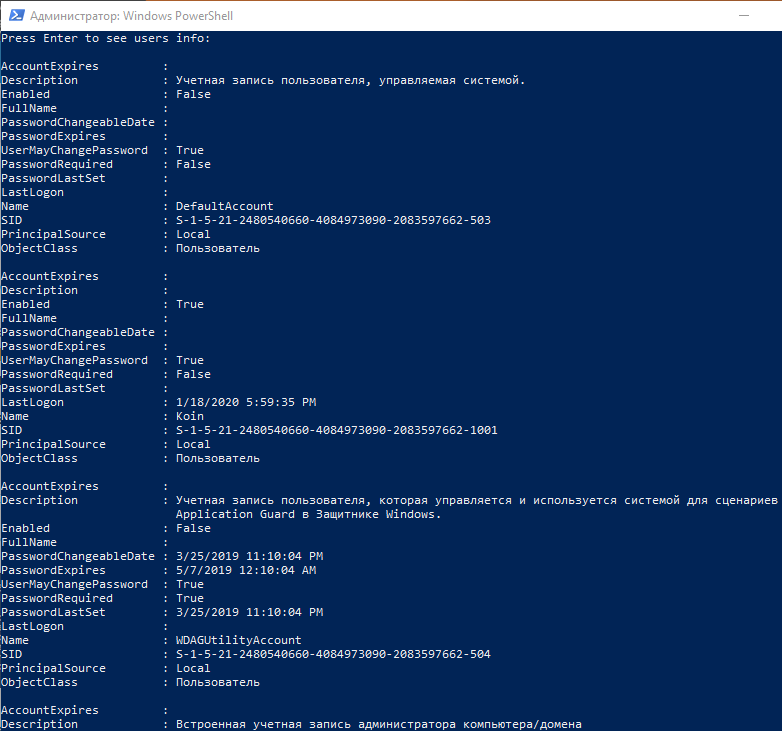 Администратор: Windows PowerShell
Press Enter to see users info:
AccountExpires :
Description : Учетная запись пользователя, управляемая системой.
Enabled : False
FullName :
PasswordChangeableDate :
PasswordExpires :
UserMayChangePassword : True
PasswordRequired : False
PasswordLastSet :
LastLogon :
Name : DefaultAccount
SID : S-1-5-21-2480540660-4084973090-2083597662-503
PrincipalSource : Local
ObjectClass : Пользователь
AccountExpires :
Description :
Enabled : True
FullName :
PasswordChangeableDate :
PasswordExpires :
UserMayChangePassword : True
PasswordRequired : False
PasswordLastSet :
LastLogon : 1/18/2020 5:59:35 PM
Name : Koin
SID : S-1-5-21-2480540660-4084973090-2083597662-1001
PrincipalSource : Local
ObjectClass : Пользователь
AccountExpires :
Description : Учетная запись пользователя, которая управляется и используется системой для сценариев
Application Guard в Защитнике Windows.
Enabled : False
FullName :
PasswordChangeableDate : 3/25/2019 11:10:04 PM
PasswordExpires : 5/7/2019 12:10:04 AM
UserMayChangePassword : True
PasswordRequired : True
PasswordLastSet : 3/25/2019 11:10:04 PM
LastLogon :
Name : WDAGUtilityAccount
SID : S-1-5-21-2480540660-4084973090-2083597662-504
PrincipalSource : Local
ObjectClass : Пользователь
AccountExpires :
Description : Встроенная учетная запись администратора компьютера/домена